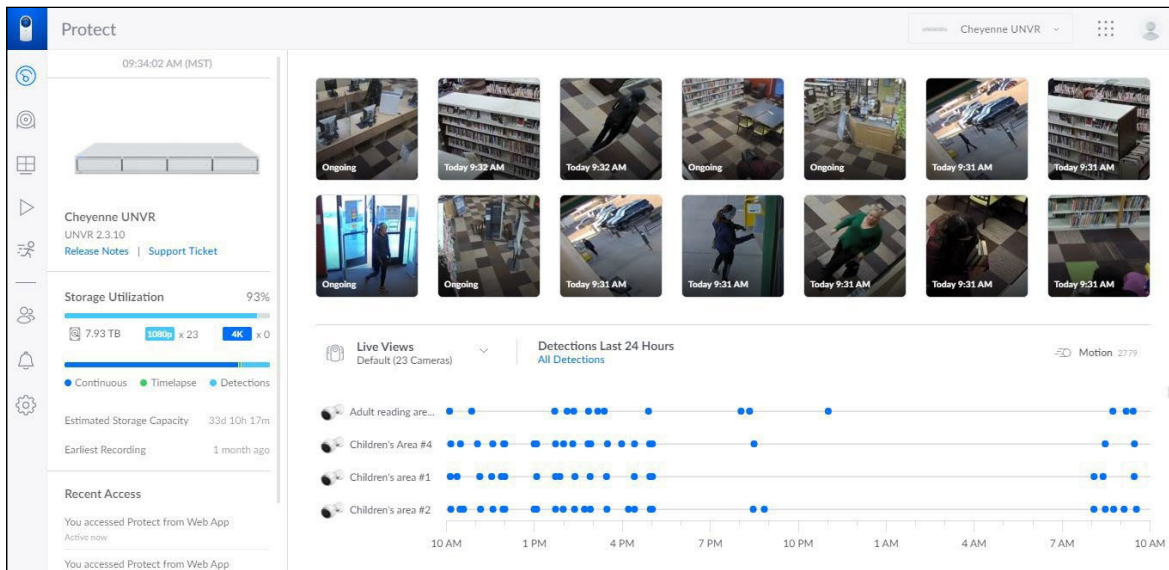 Protect
Cheyenne UNVR
09:34:02 AM (MST)
Cheyenne UNVR
UNVR 2.3.10
Release Notes | Support Ticket
Storage Utilization 93%
7.93 TB 1080p x 23 4K x 0
Continuous Timelapse Detections
Estimated Storage Capacity 33d 10h 17m
Earliest Recording 1 month ago
Recent Access
You accessed Protect from Web App
Active now
You accessed Protect from Web App
Ongoing Today 9:32 AM Today 9:32 AM Ongoing Ongoing Today 9:31 AM Today 9:31 AM
Ongoing Ongoing Today 9:31 AM Today 9:31 AM Today 9:31 AM Today 9:31 AM Today 9:31 AM
Live Views
Default (23 Cameras)
Detections Last 24 Hours
All Detections
Motion 2779
Adult reading are...
Children's Area #4
Children's area #1
Children's area #2
10 AM 1 PM 4 PM 7 PM 10 PM 1 AM 4 AM 7 AM 10 AM